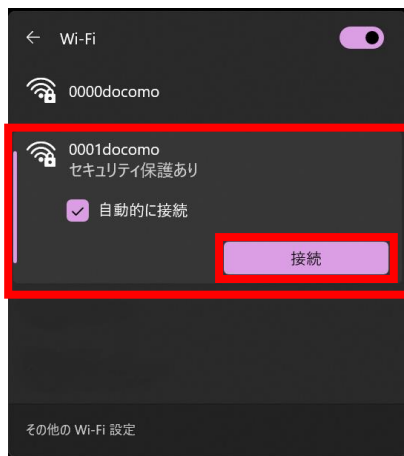 Wi-Fi
0000docomo
0001docomo
セキュリティ保護あり
自動的に接続
接続
その他の Wi-Fi 設定